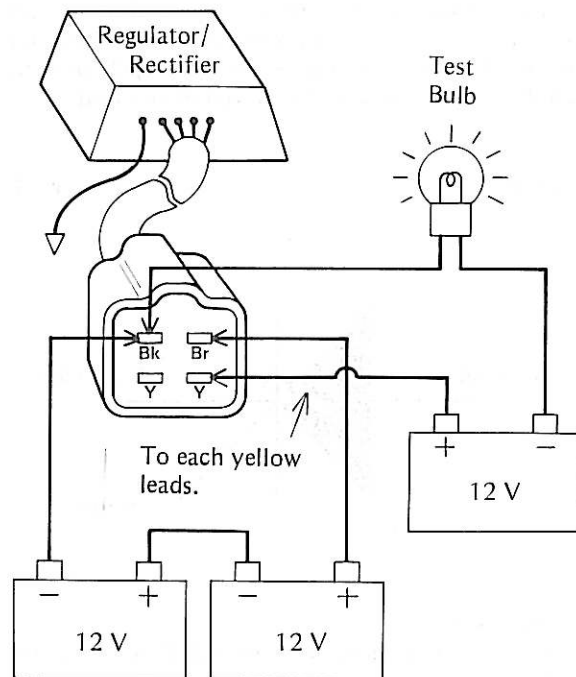 Regulator/
Rectifier
Test
Bulb
Bk Br
Y Y
To each yellow
leads.
+ −
12 V
− + − +
12 V 12 V